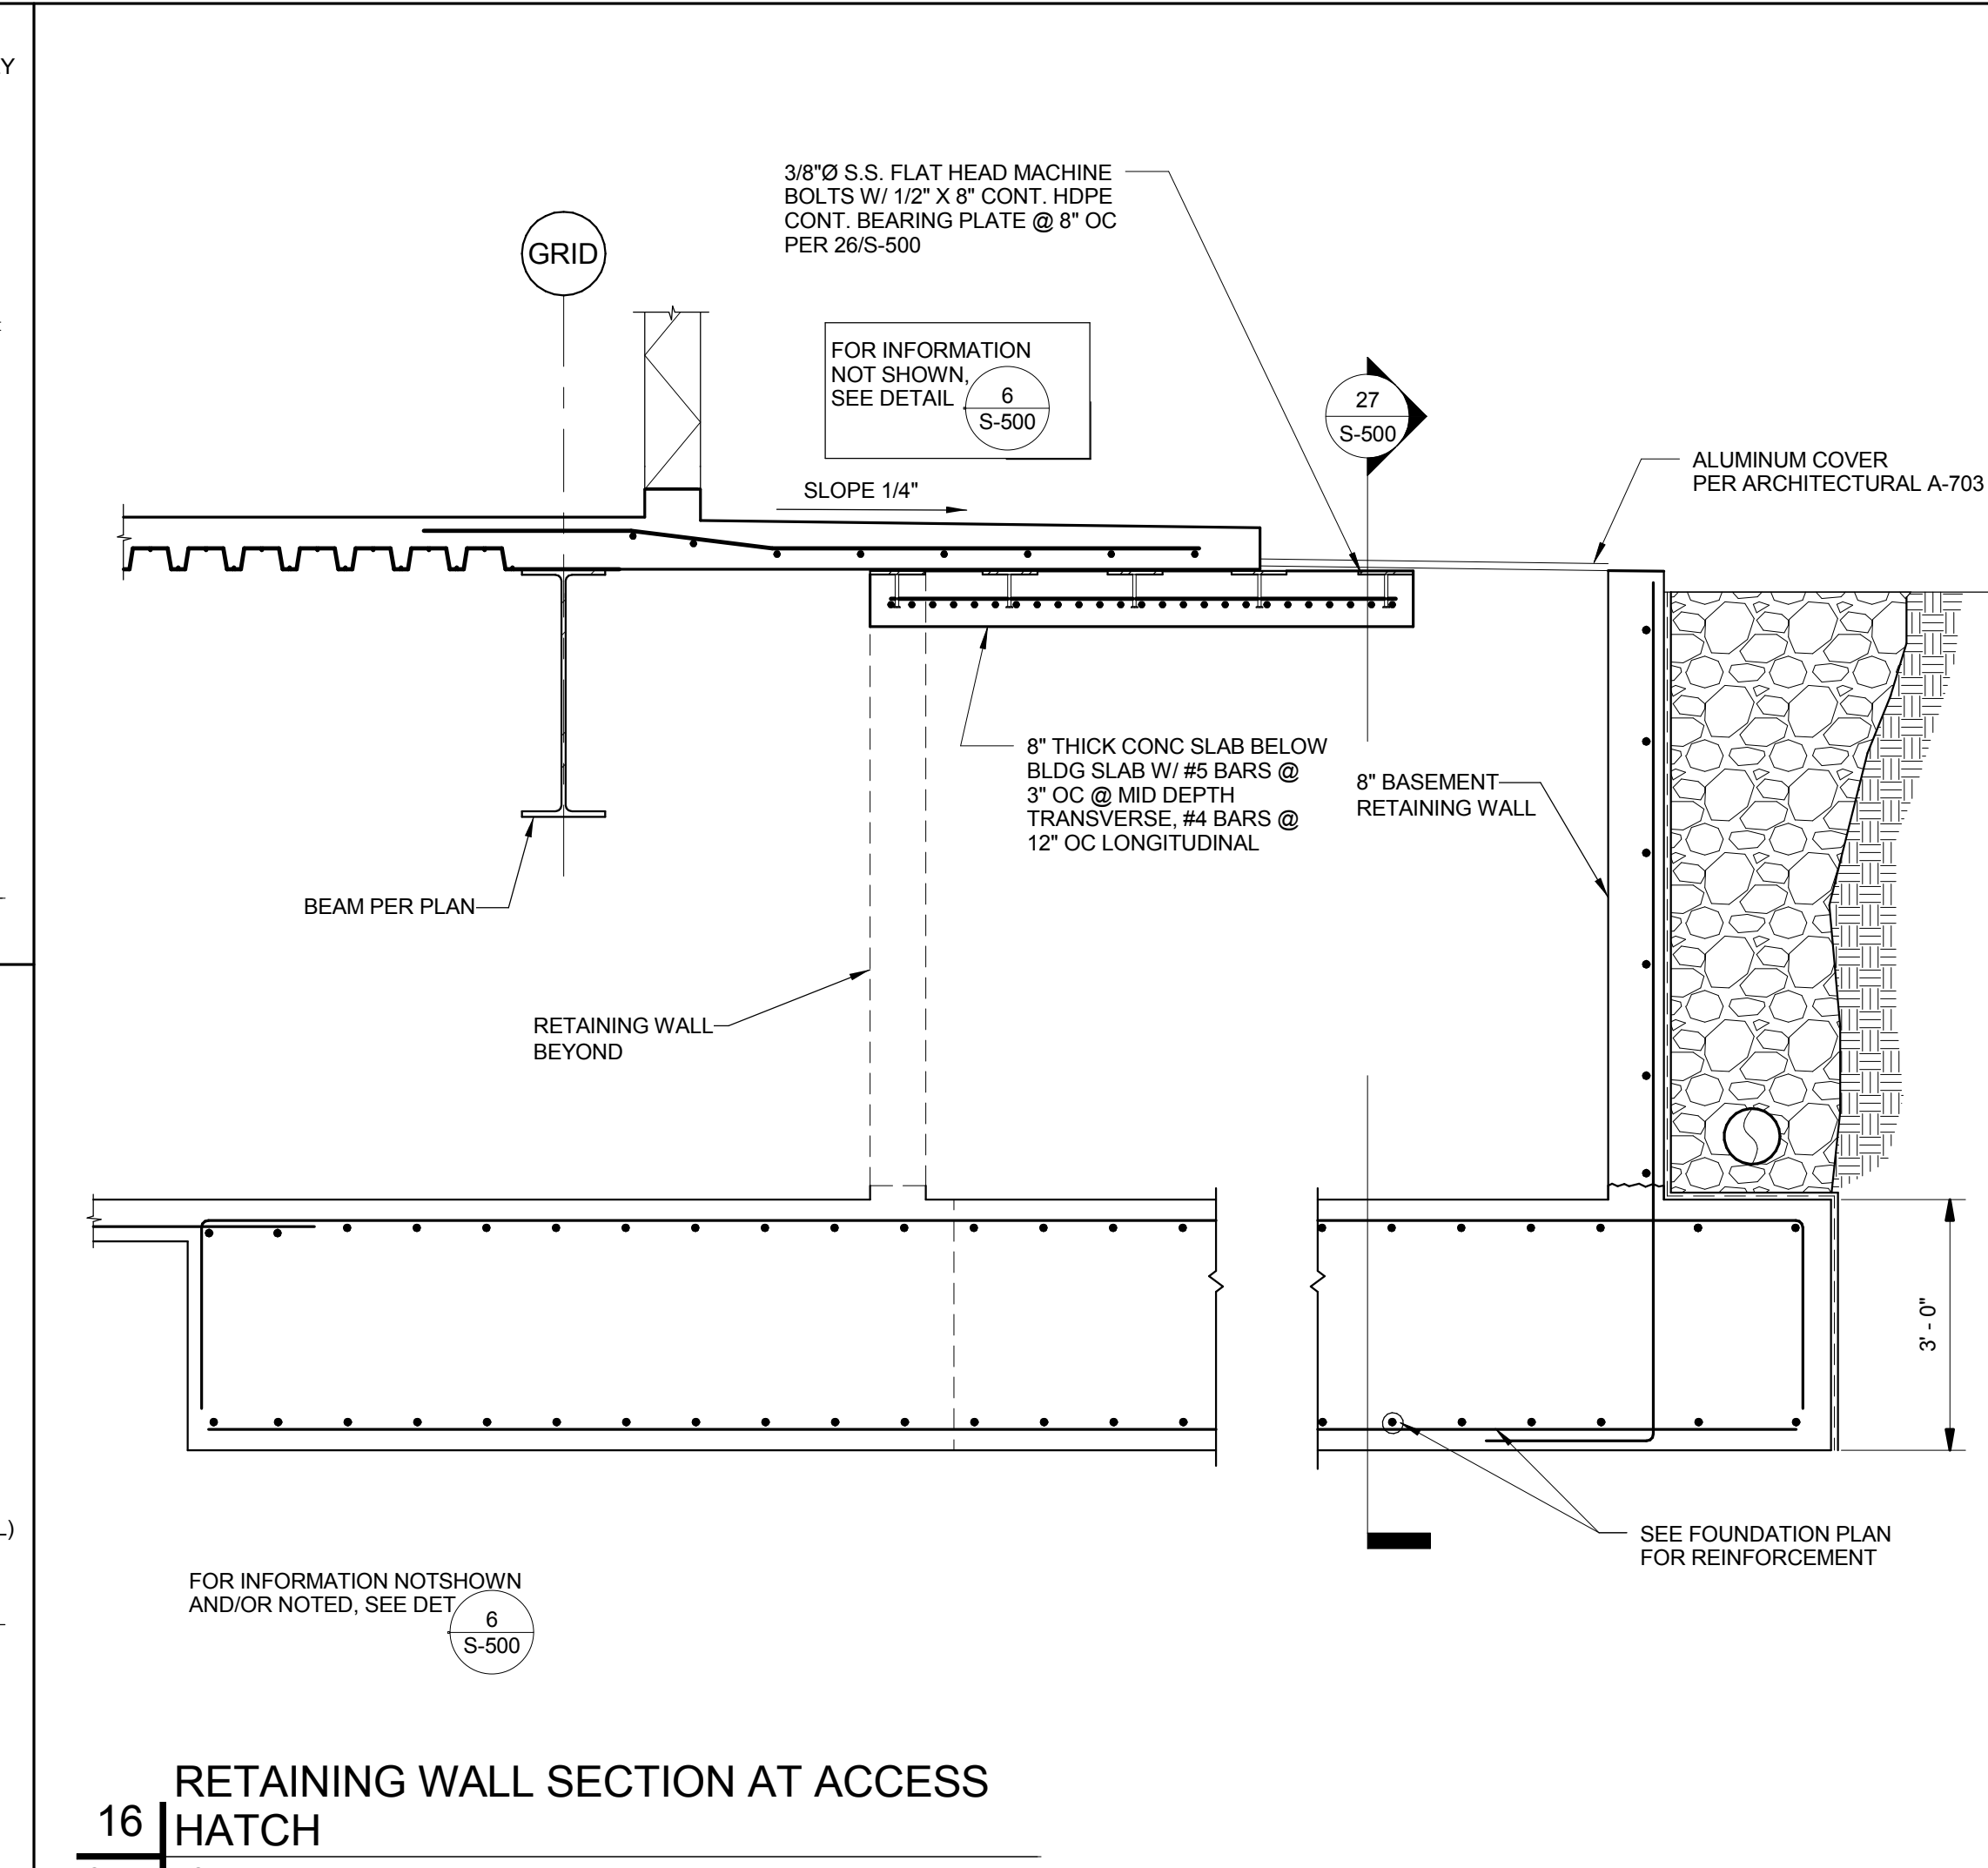 Y
3/8"Ø S.S. FLAT HEAD MACHINE
BOLTS W/ 1/2" X 8" CONT. HDPE
CONT. BEARING PLATE @ 8" OC
PER 26/S-500
GRID
FOR INFORMATION
NOT SHOWN,
SEE DETAIL
6
S-500
27
S-500
SLOPE 1/4"
ALUMINUM COVER
PER ARCHITECTURAL A-703
8" THICK CONC SLAB BELOW
BLDG SLAB W/ #5 BARS @
3" OC @ MID DEPTH
TRANSVERSE, #4 BARS @
12" OC LONGITUDINAL
8" BASEMENT
RETAINING WALL
BEAM PER PLAN
RETAINING WALL
BEYOND
3' - 0"
L)
SEE FOUNDATION PLAN
FOR REINFORCEMENT
FOR INFORMATION NOTSHOWN
AND/OR NOTED, SEE DET
6
S-500
16
RETAINING WALL SECTION AT ACCESS
HATCH